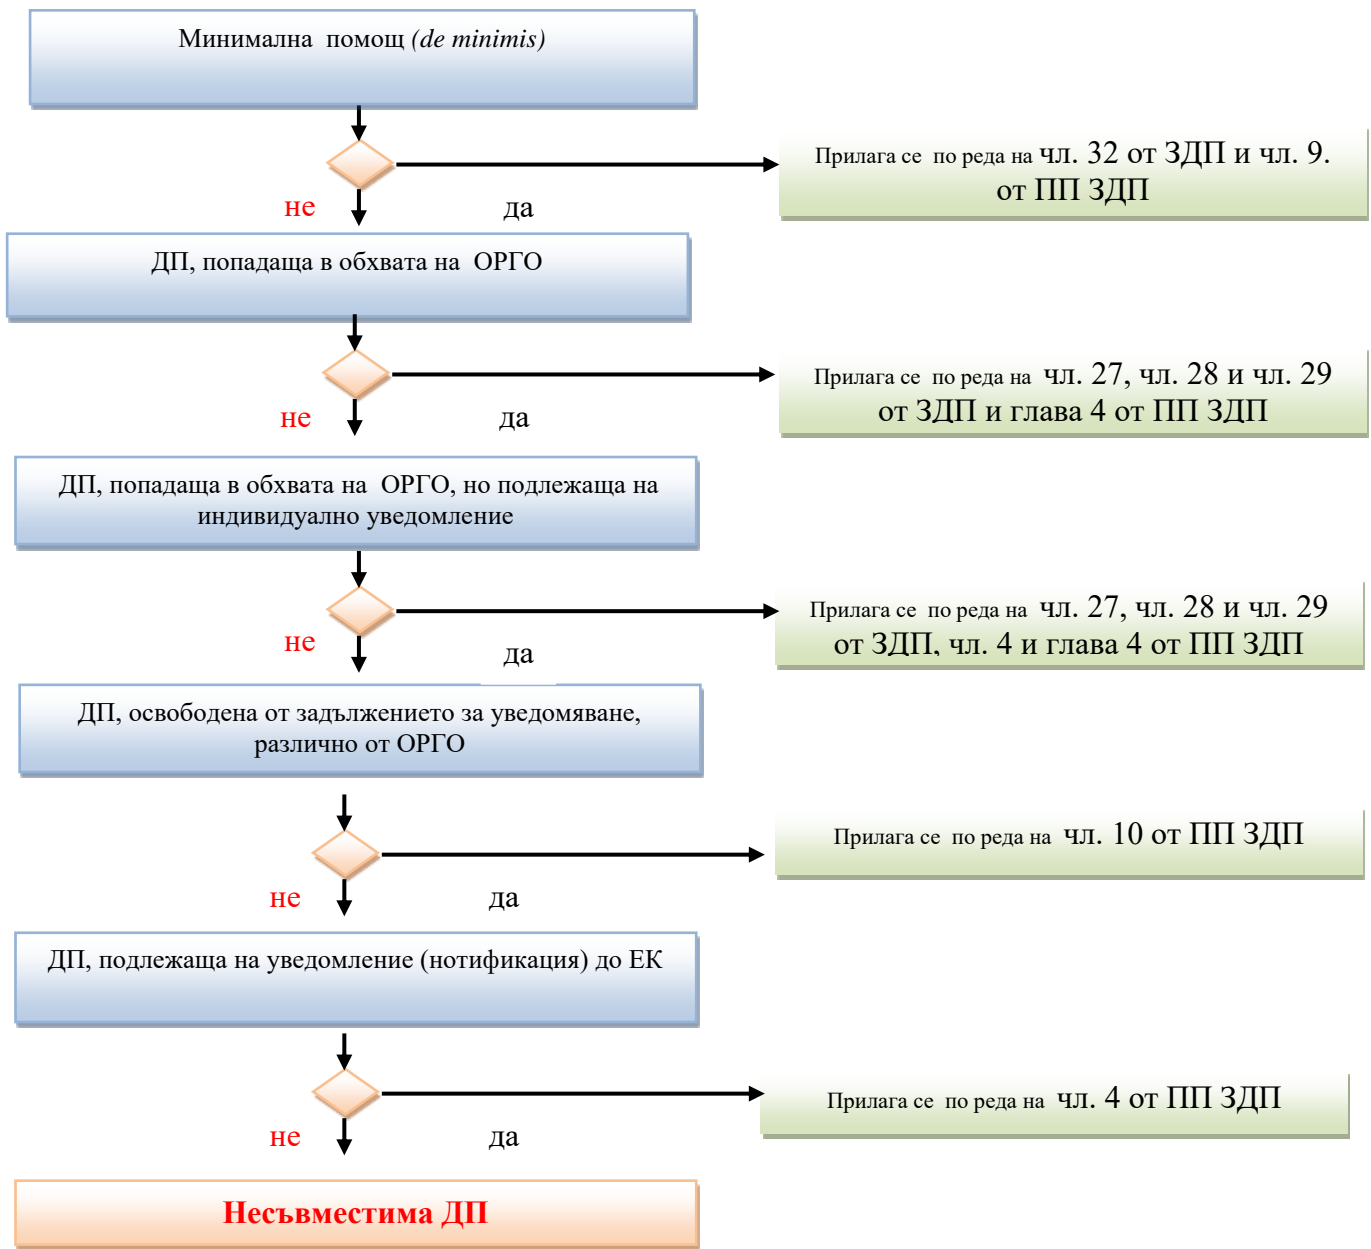 Минимална помощ (de minimis)
Прилага се по реда на чл. 32 от ЗДП и чл. 9.
от ПП ЗДП
не
да
ДП, попадаща в обхвата на ОРГО
Прилага се по реда на чл. 27, чл. 28 и чл. 29
от ЗДП и глава 4 от ПП ЗДП
не
да
ДП, попадаща в обхвата на ОРГО, но подлежаща на
индивидуално уведомление
Прилага се по реда на чл. 27, чл. 28 и чл. 29
от ЗДП, чл. 4 и глава 4 от ПП ЗДП
не
да
ДП, освободена от задължението за уведомяване,
различно от ОРГО
Прилага се по реда на чл. 10 от ПП ЗДП
не
да
ДП, подлежаща на уведомление (нотификация) до ЕК
Прилага се по реда на чл. 4 от ПП ЗДП
не
да
Несъвместима ДП